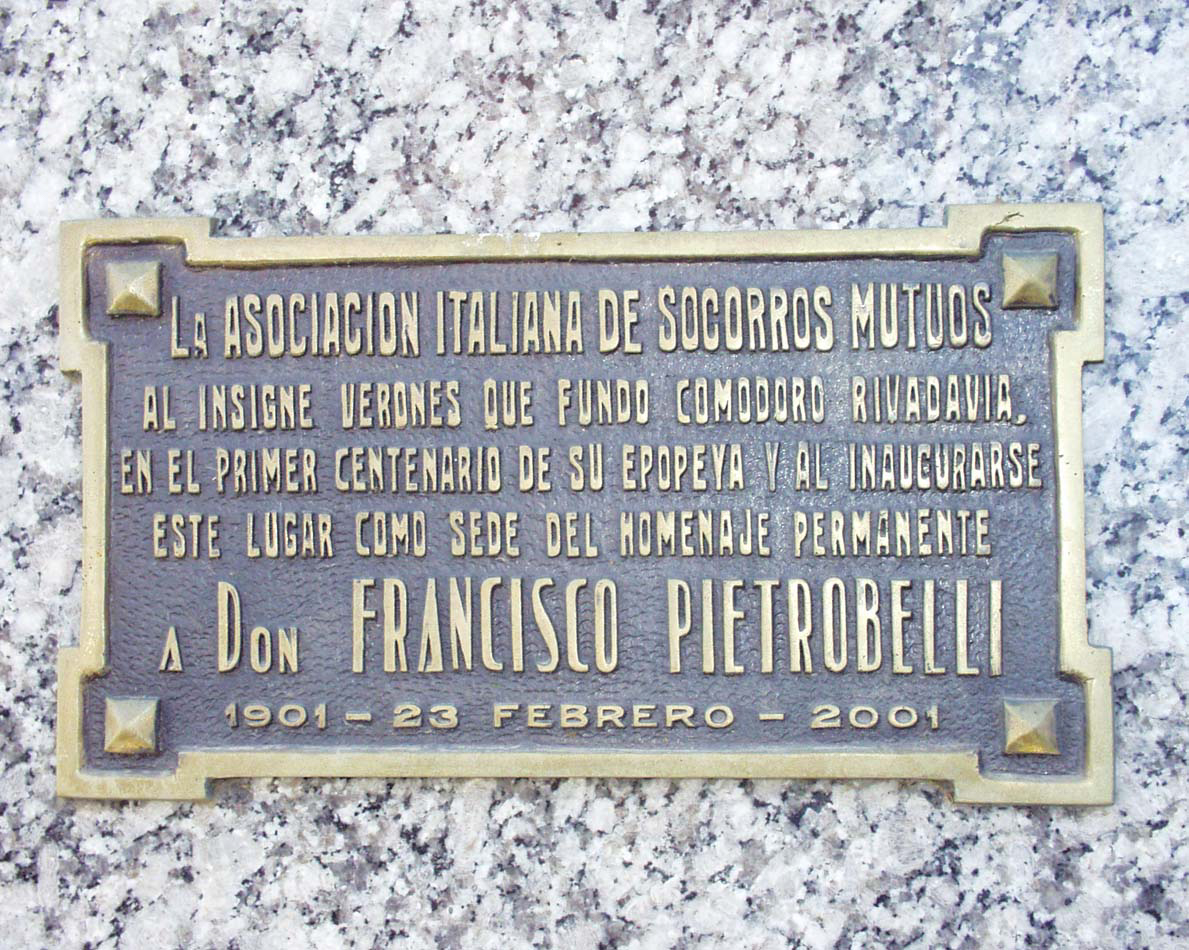 La ASOCIACION ITALIANA DE SOCORROS MUTUOS
AL INSIGNE VERONES QUE FUNDO COMODORO RIVADAVIA,
EN EL PRIMER CENTENARIO DE SU EPOPEYA Y AL INAUGURARSE
ESTE LUGAR COMO SEDE DEL HOMENAJE PERMANENTE
A DON FRANCISCO PIETROBELLI
1901 - 23 FEBRERO - 2001